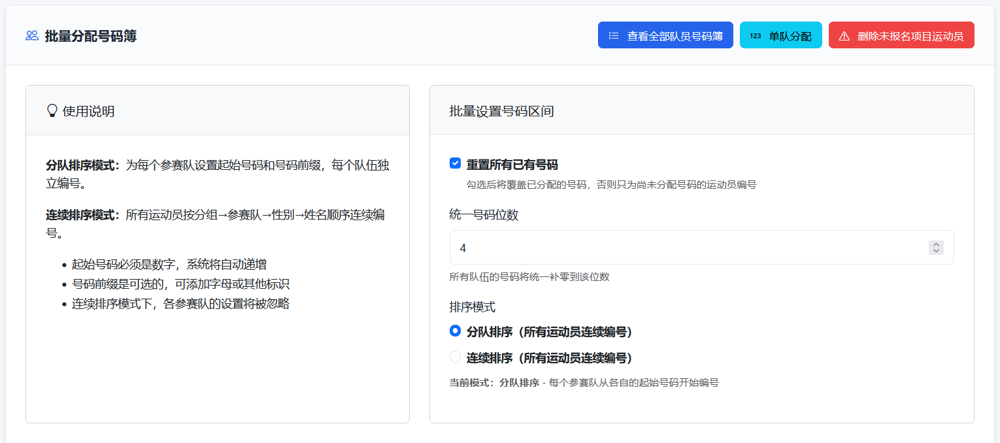 批量分配号码簿
查看全部队员号码簿
123 单队分配
删除未报名项目运动员
使用说明
分队排序模式：为每个参赛队设置起始号码和号码前缀，每个队伍独
立编号。
连续排序模式：所有运动员按分组→参赛队→性别→姓名顺序连续编
号。
• 起始号码必须是数字，系统将自动递增
• 号码前缀是可选的，可添加字母或其他标识
• 连续排序模式下，各参赛队的设置将被忽略
批量设置号码区间
重置所有已有号码
勾选后将覆盖已分配的号码，否则只为尚未分配号码的运动员编号
统一号码位数
4
所有队伍的号码将统一补零到该位数
排序模式
分队排序（所有运动员连续编号）
连续排序（所有运动员连续编号）
当前模式：分队排序 - 每个参赛队从各自的起始号码开始编号